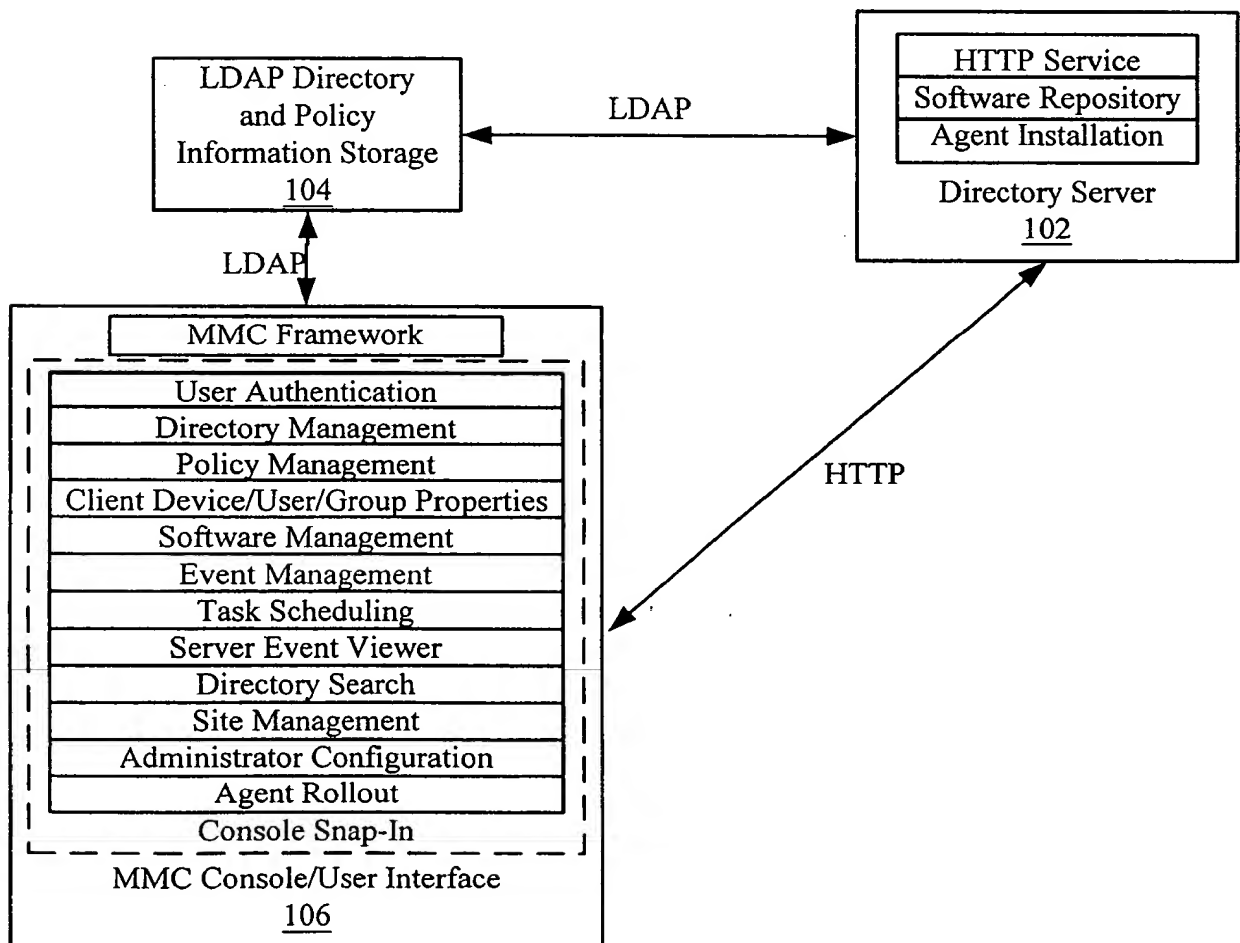 LDAP Directory
and Policy
Information Storage
104
LDAP
HTTP Service
Software Repository
Agent Installation
Directory Server
102
LDAP
MMC Framework
User Authentication
Directory Management
Policy Management
Client Device/User/Group Properties
Software Management
Event Management
Task Scheduling
Server Event Viewer
Directory Search
Site Management
Administrator Configuration
Agent Rollout
Console Snap-In
MMC Console/User Interface
106
HTTP